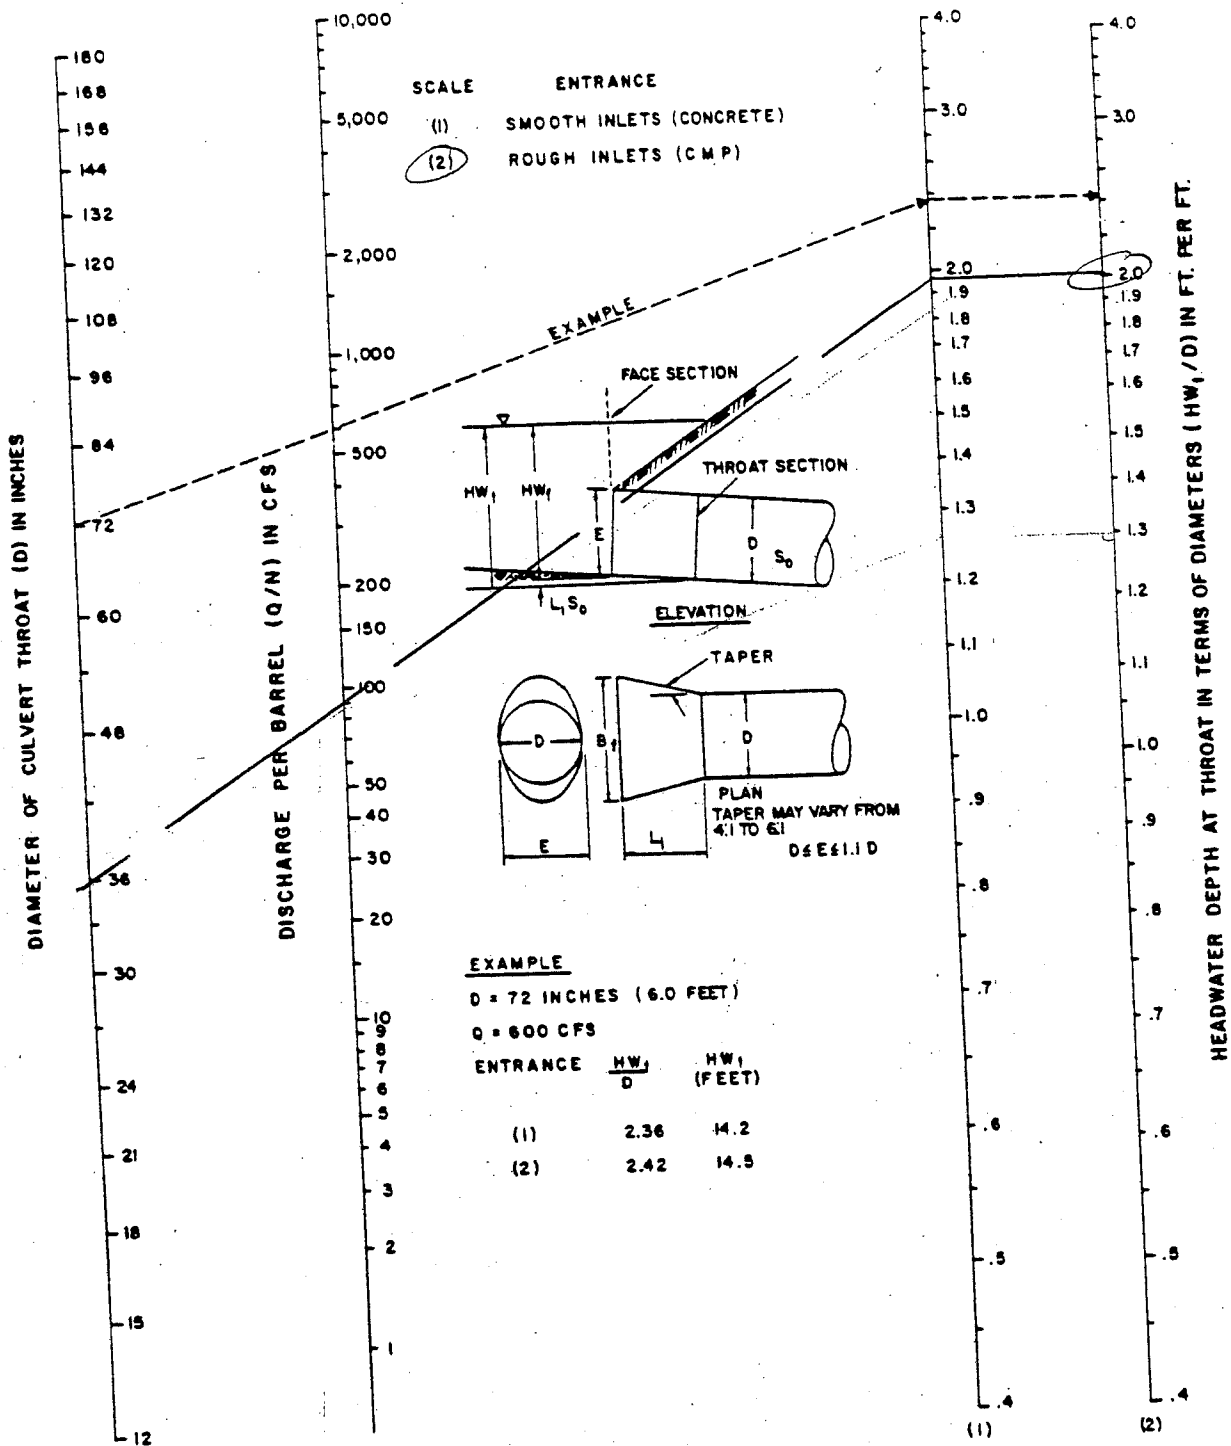 DIAMETER OF CULVERT THROAT (D) IN INCHES
180
168
156
144
132
120
108
96
84
72
60
48
36
30
24
21
18
15
12
DISCHARGE PER BARREL (Q/N) IN CFS
10,000
5,000
2,000
1,000
500
200
150
100
50
40
30
20
10
9
8
7
6
5
4
3
2
1
SCALE ENTRANCE
(1) SMOOTH INLETS (CONCRETE)
(2) ROUGH INLETS (CMP)
EXAMPLE
FACE SECTION
THROAT SECTION
HWt HWf
E
D
So
L1 So
ELEVATION
TAPER
D
Bf
D
E
L1
PLAN
TAPER MAY VARY FROM
4:1 TO 6:1
D≤E≤1.1 D
EXAMPLE
D = 72 INCHES (6.0 FEET)
Q = 600 CFS
ENTRANCE HWt/D HWt (FEET)
(1) 2.36 14.2
(2) 2.42 14.5
4.0
3.0
2.0
1.9
1.8
1.7
1.6
1.5
1.4
1.3
1.2
1.1
1.0
.9
.8
.7
.6
.5
.4
(1)
4.0
3.0
2.0
1.9
1.8
1.7
1.6
1.5
1.4
1.3
1.2
1.1
1.0
.9
.8
.7
.6
.5
.4
(2)
HEADWATER DEPTH AT THROAT IN TERMS OF DIAMETERS (HWt/D) IN FT. PER FT.